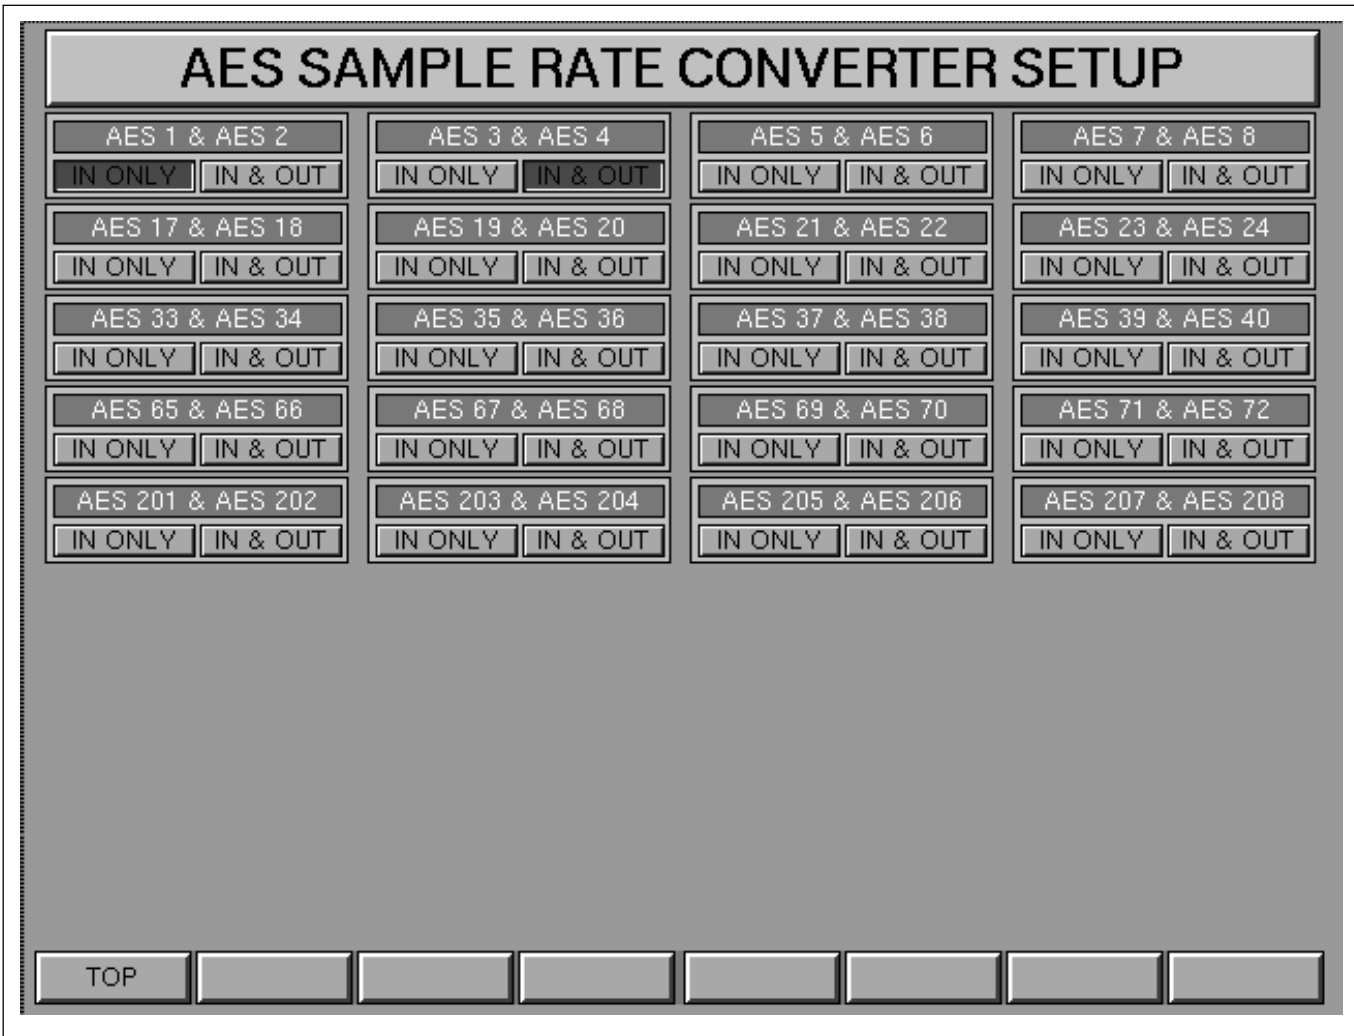 AES SAMPLE RATE CONVERTER SETUP
AES 1 & AES 2 AES 3 & AES 4 AES 5 & AES 6 AES 7 & AES 8
IN ONLY IN & OUT IN ONLY IN & OUT IN ONLY IN & OUT IN ONLY IN & OUT
AES 17 & AES 18 AES 19 & AES 20 AES 21 & AES 22 AES 23 & AES 24
IN ONLY IN & OUT IN ONLY IN & OUT IN ONLY IN & OUT IN ONLY IN & OUT
AES 33 & AES 34 AES 35 & AES 36 AES 37 & AES 38 AES 39 & AES 40
IN ONLY IN & OUT IN ONLY IN & OUT IN ONLY IN & OUT IN ONLY IN & OUT
AES 65 & AES 66 AES 67 & AES 68 AES 69 & AES 70 AES 71 & AES 72
IN ONLY IN & OUT IN ONLY IN & OUT IN ONLY IN & OUT IN ONLY IN & OUT
AES 201 & AES 202 AES 203 & AES 204 AES 205 & AES 206 AES 207 & AES 208
IN ONLY IN & OUT IN ONLY IN & OUT IN ONLY IN & OUT IN ONLY IN & OUT
TOP